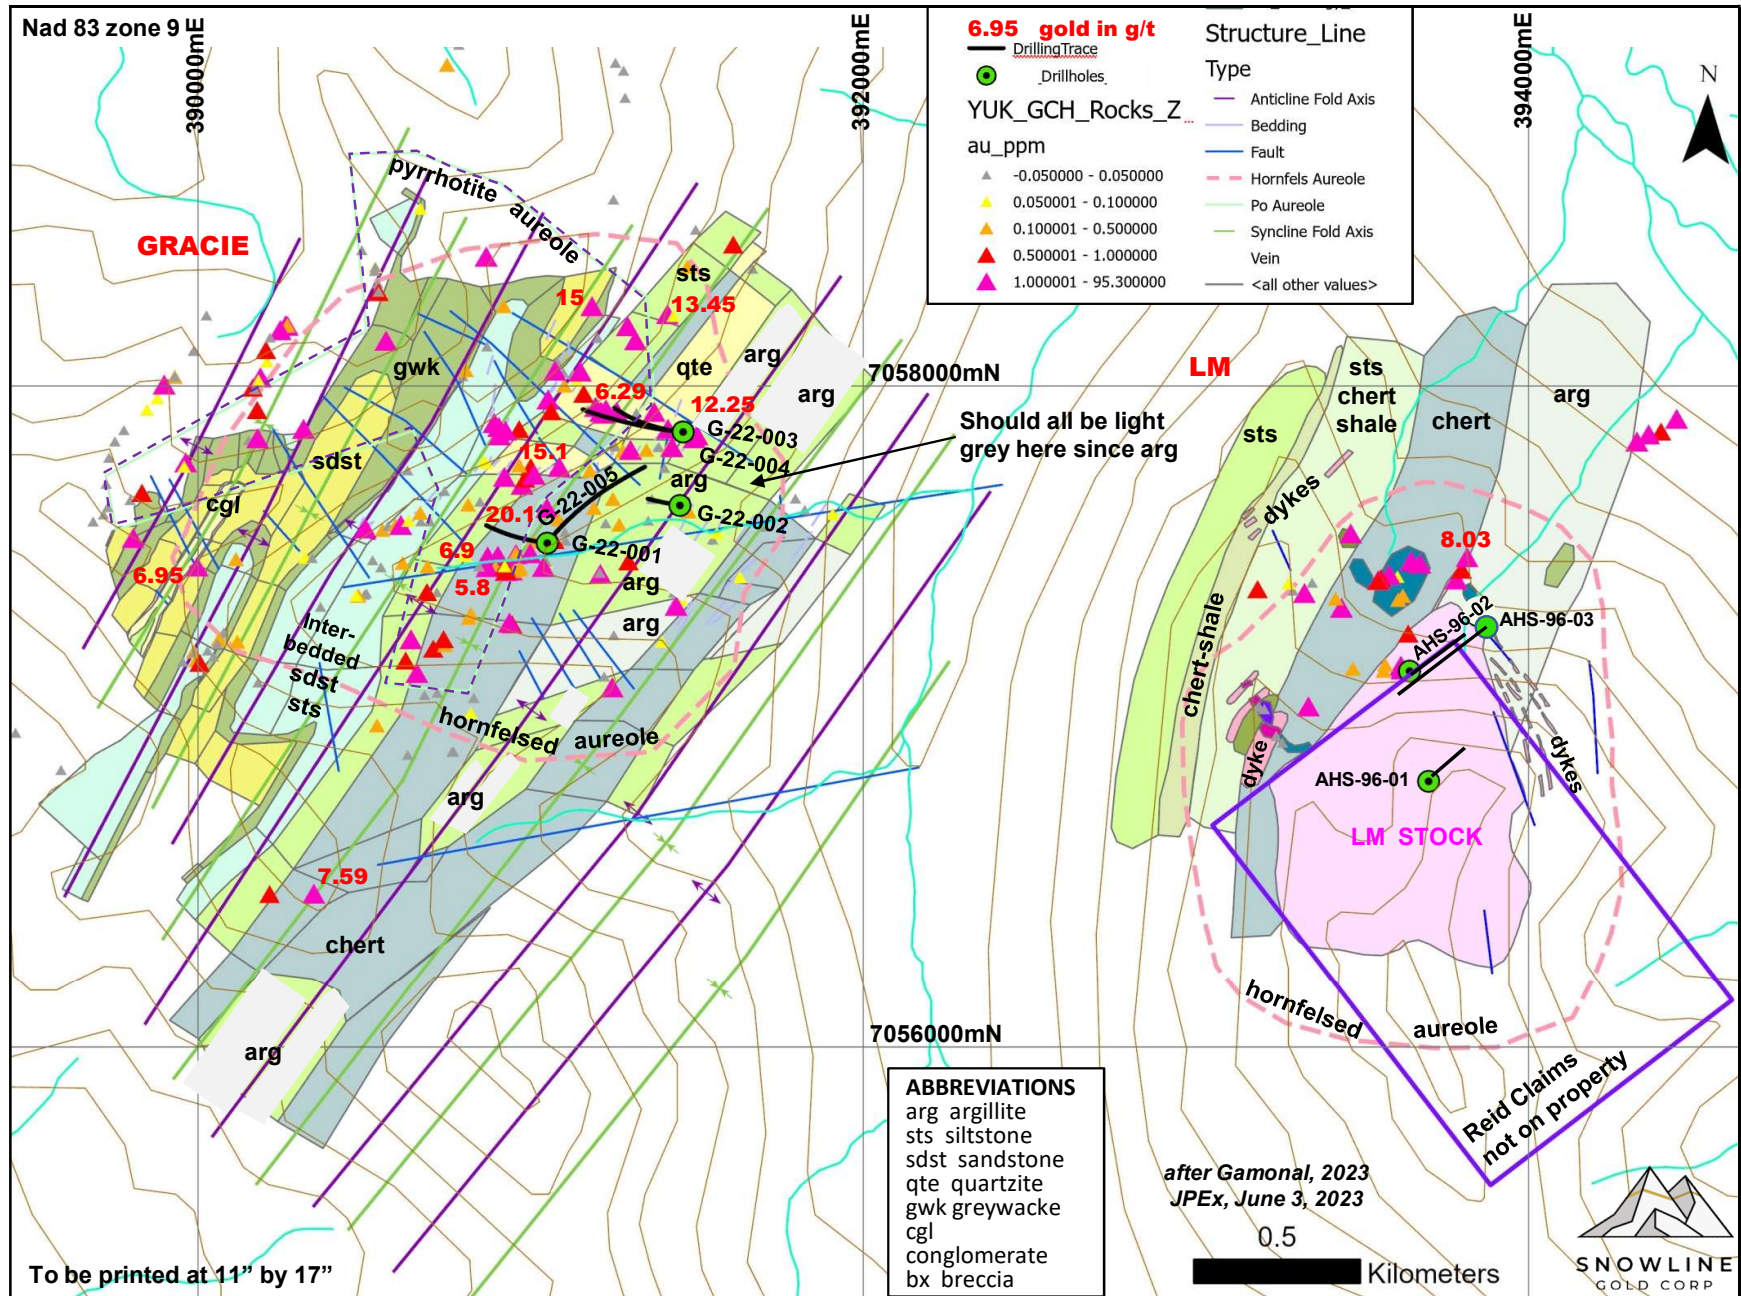 Nad 83 zone 9
390000mE
392000mE
394000mE
N
6.95 gold in g/t
DrillingTrace
Drillholes
YUK_GCH_Rocks_Z
au_ppm
-0.050000 - 0.050000
0.050001 - 0.100000
0.100001 - 0.500000
0.500001 - 1.000000
1.000001 - 95.300000
Structure_Line
Type
Anticline Fold Axis
Bedding
Fault
Hornfels Aureole
Po Aureole
Syncline Fold Axis
Vein
<all other values>
GRACIE
pyrrhotite aureole
sts
15
13.45
gwk
qte
arg
arg
7058000mN
6.29
12.25
G-22-003
G-22-004
15.1
sdst
cgl
arg
G-22-005
20.1
G-22-002
G-22-001
6.9
5.8
6.95
arg
arg
Inter-
bedded
sdst
sts
hornfelsed aureole
arg
7.59
chert
arg
Should all be light
grey here since arg
LM
sts
chert
shale
chert
arg
sts
dykes
chert-shale
8.03
AHS-96-02
AHS-96-03
dyke
dykes
AHS-96-01
LM STOCK
hornfelsed aureole
7056000mN
Reid Claims
not on property
ABBREVIATIONS
arg argillite
sts siltstone
sdst sandstone
qte quartzite
gwk greywacke
cgl
conglomerate
bx breccia
after Gamonal, 2023
JPEx, June 3, 2023
0.5
Kilometers
SNOWLINE
GOLD CORP
To be printed at 11” by 17”